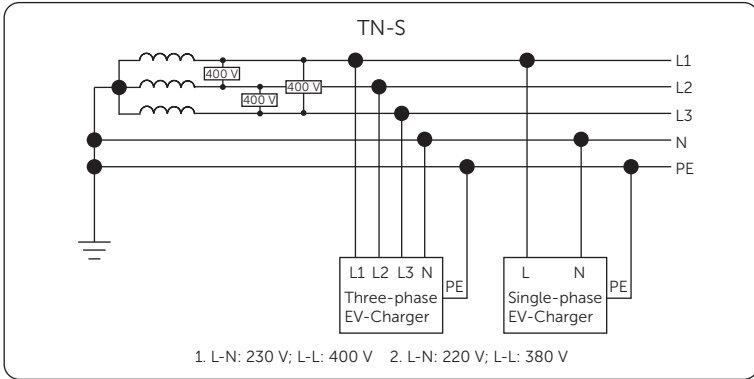 TN-S
L1
400 V
400 V
L2
400 V
L3
N
PE
L1 L2 L3 N
PE
Three-phase
EV-Charger
L N
PE
Single-phase
EV-Charger
1. L-N: 230 V; L-L: 400 V 2. L-N: 220 V; L-L: 380 V